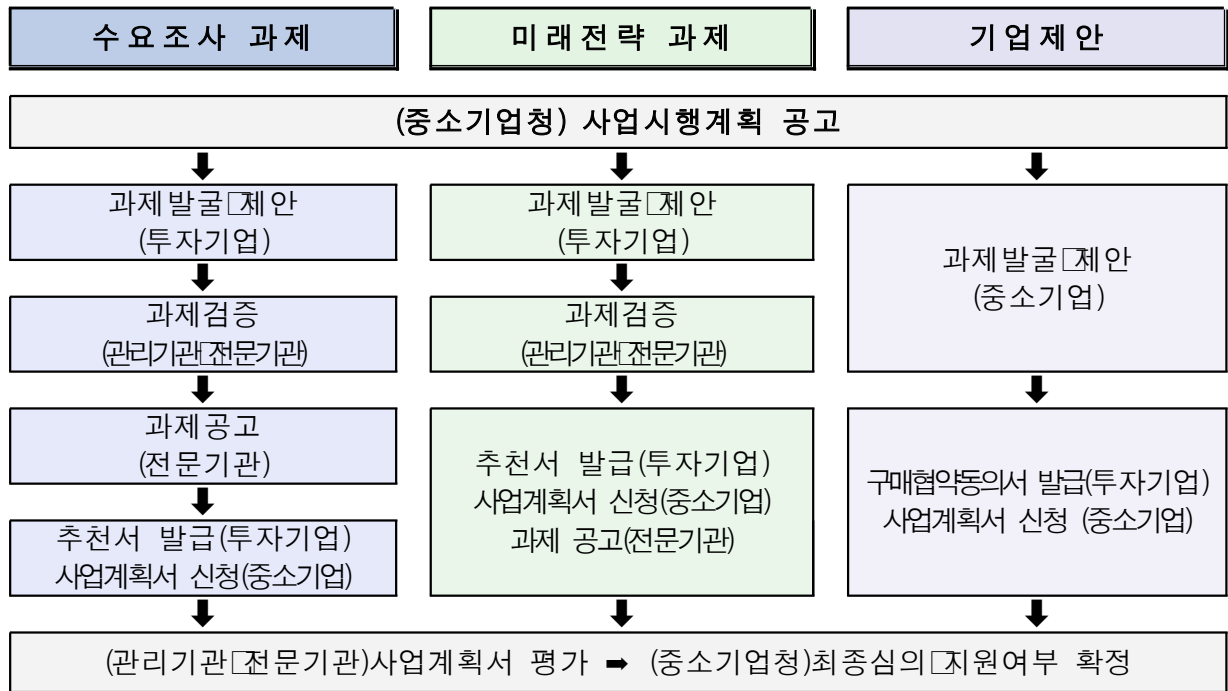 수요조사 과제
미래전략 과제
기업제안
(중소기업청) 사업시행계획 공고
과제발굴□제안
(투자기업)
과제검증
(관리기관□전문기관)
과제공고
(전문기관)
추천서 발급(투자기업)
사업계획서 신청(중소기업)
과제발굴□제안
(투자기업)
과제검증
(관리기관□전문기관)
추천서 발급(투자기업)
사업계획서 신청(중소기업)
과제 공고(전문기관)
과제발굴□제안
(중소기업)
구매협약동의서 발급(투자기업)
사업계획서 신청 (중소기업)
(관리기관□전문기관)사업계획서 평가 ➡ (중소기업청)최종심의□지원여부 확정